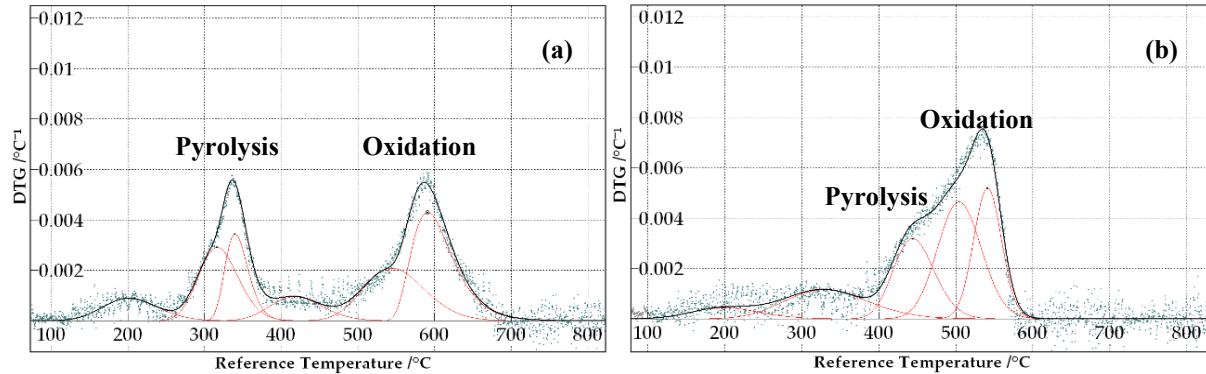 0.012
(a)
0.01
0.008
Pyrolysis
Oxidation
0.006
0.004
0.002
DTG /°C⁻¹
100 200 300 400 500 600 700 800
Reference Temperature /°C
0.012
(b)
0.01
Oxidation
0.008
0.006
Pyrolysis
0.004
0.002
DTG /°C⁻¹
100 200 300 400 500 600 700 800
Reference Temperature /°C